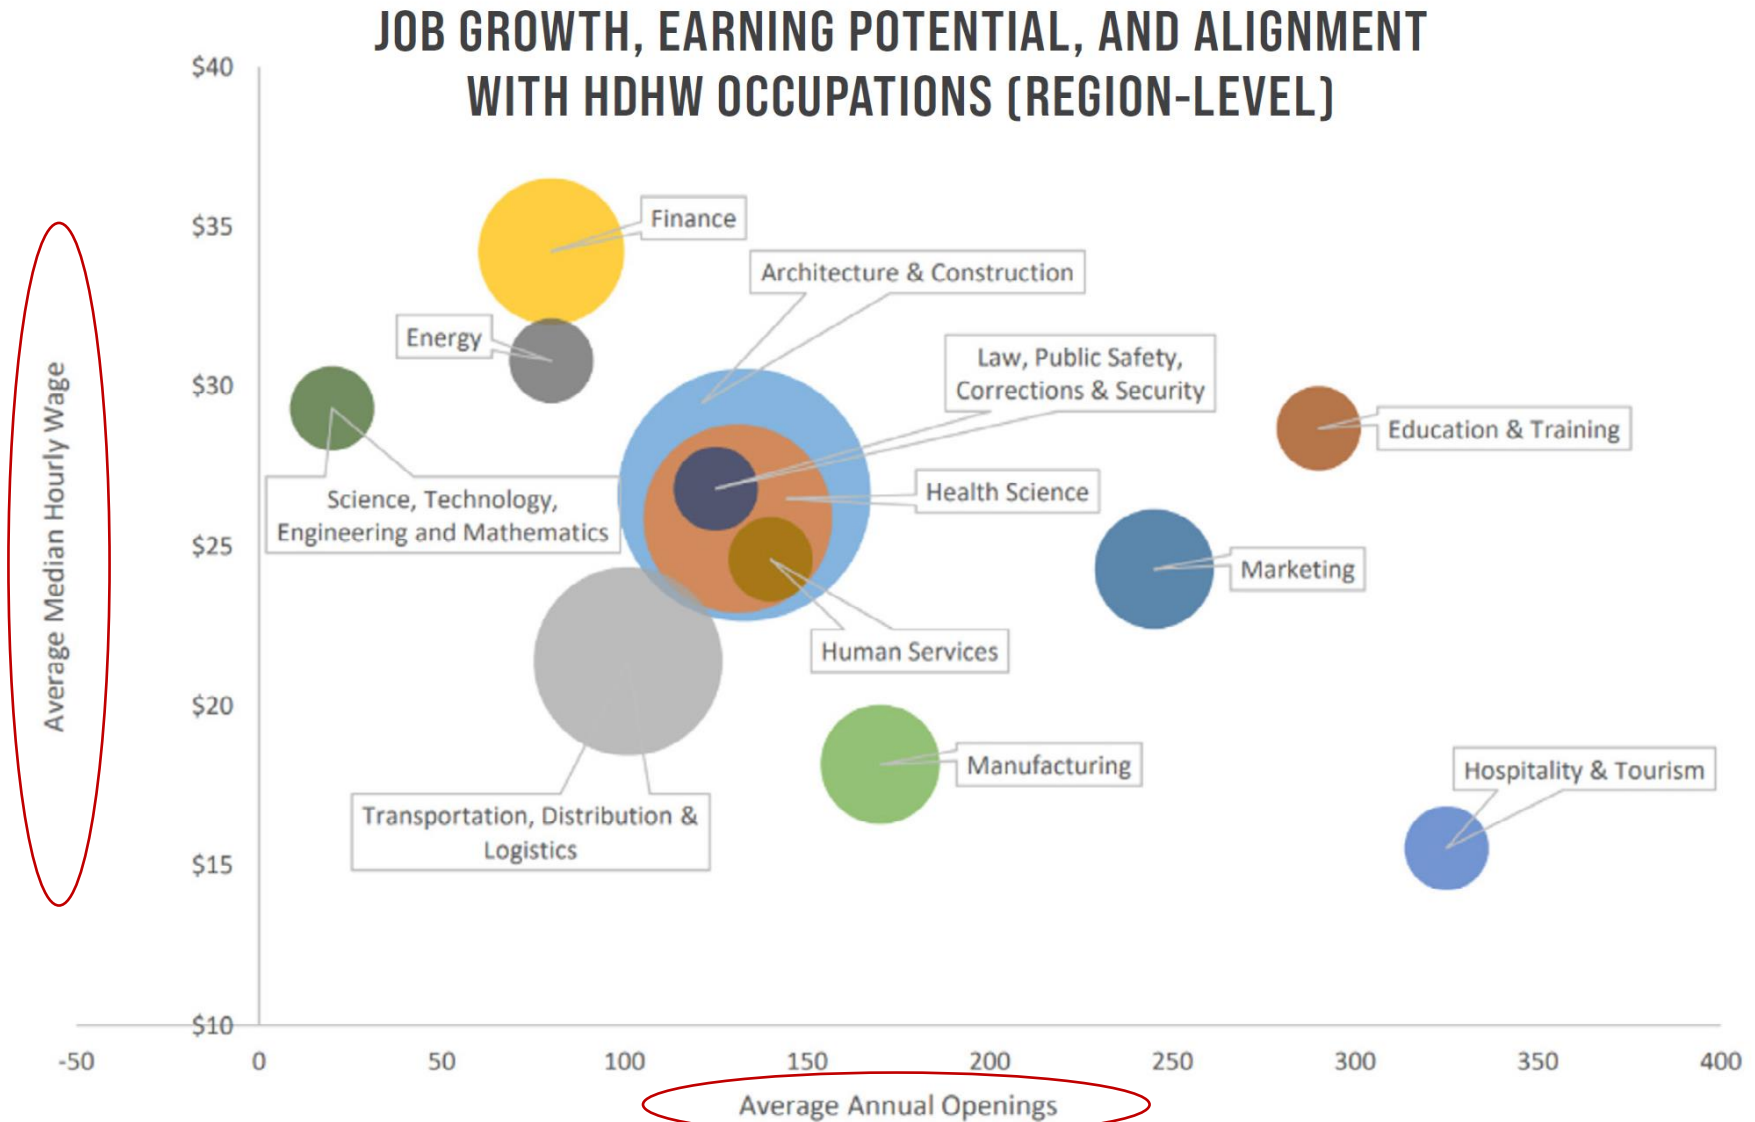 JOB GROWTH, EARNING POTENTIAL, AND ALIGNMENT
WITH HDHW OCCUPATIONS (REGION-LEVEL)
$40
$35
$30
$25
$20
$15
$10
Average Median Hourly Wage
Finance
Architecture & Construction
Energy
Law, Public Safety,
Corrections & Security
Education & Training
Science, Technology,
Engineering and Mathematics
Health Science
Marketing
Human Services
Manufacturing
Hospitality & Tourism
Transportation, Distribution &
Logistics
-50 0 50 100 150 200 250 300 350 400
Average Annual Openings